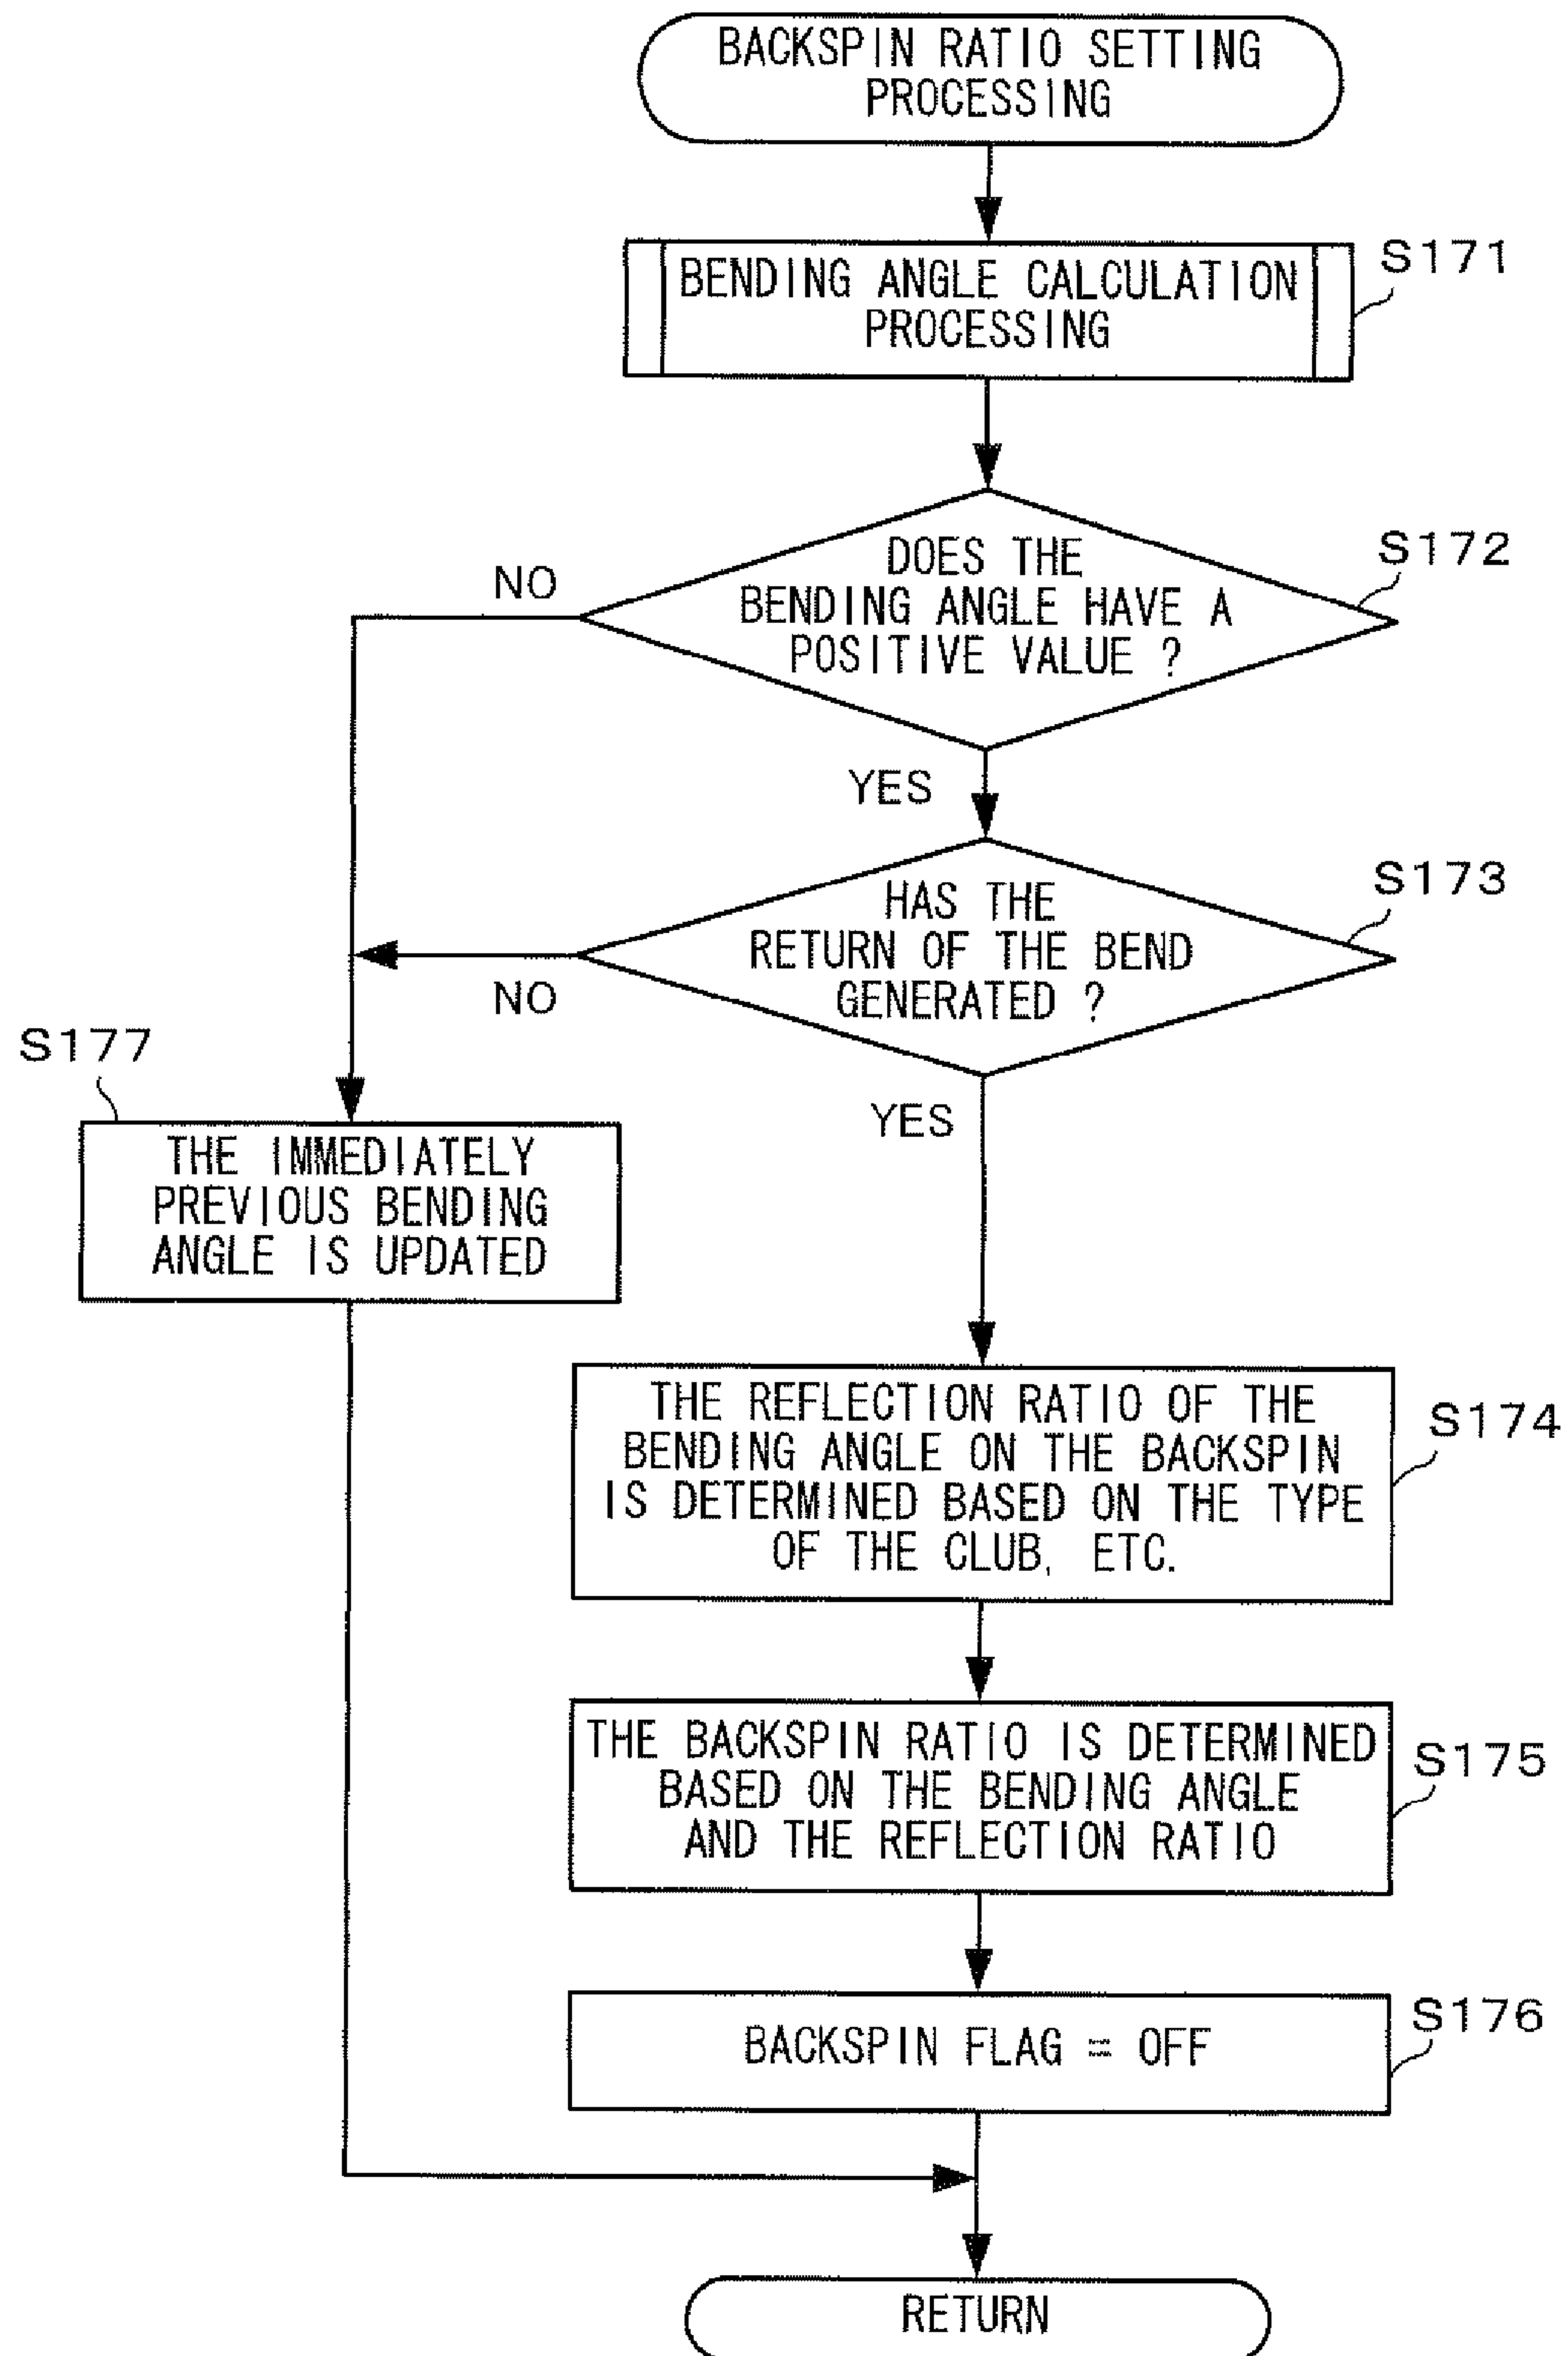 BACKSPIN RATIO SETTING
PROCESSING
BENDING ANGLE CALCULATION
PROCESSING
S171
DOES THE
BENDING ANGLE HAVE A
POSITIVE VALUE ?
S172
NO
YES
HAS THE
RETURN OF THE BEND
GENERATED ?
S173
NO
YES
S177
THE IMMEDIATELY
PREVIOUS BENDING
ANGLE IS UPDATED
THE REFLECTION RATIO OF THE
BENDING ANGLE ON THE BACKSPIN
IS DETERMINED BASED ON THE TYPE
OF THE CLUB, ETC.
S174
THE BACKSPIN RATIO IS DETERMINED
BASED ON THE BENDING ANGLE
AND THE REFLECTION RATIO
S175
BACKSPIN FLAG = OFF
S176
RETURN